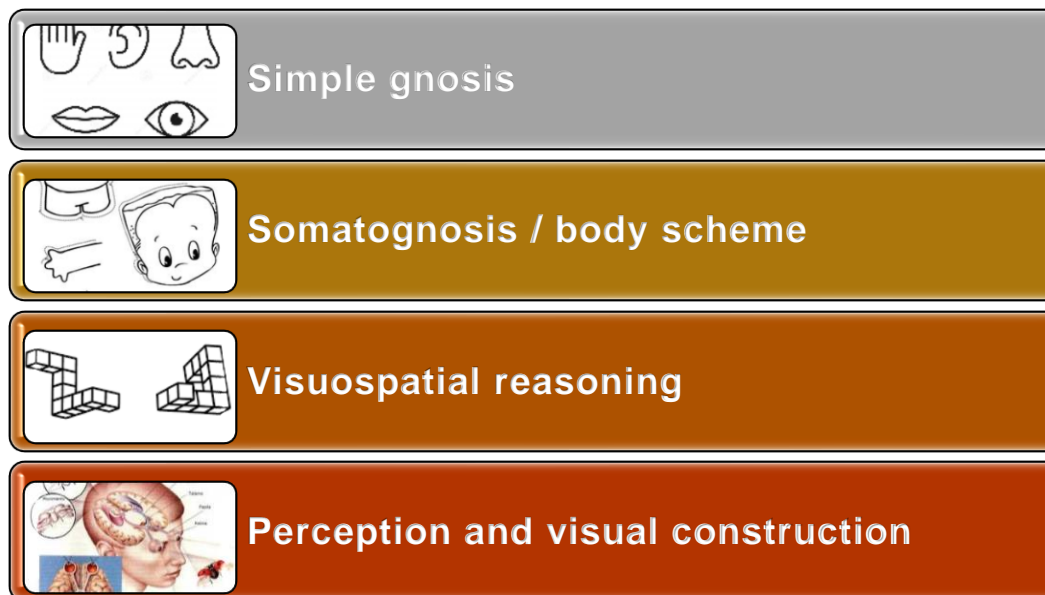 Simple gnosis
Somatognosis / body scheme
Visuospatial reasoning
Perception and visual construction